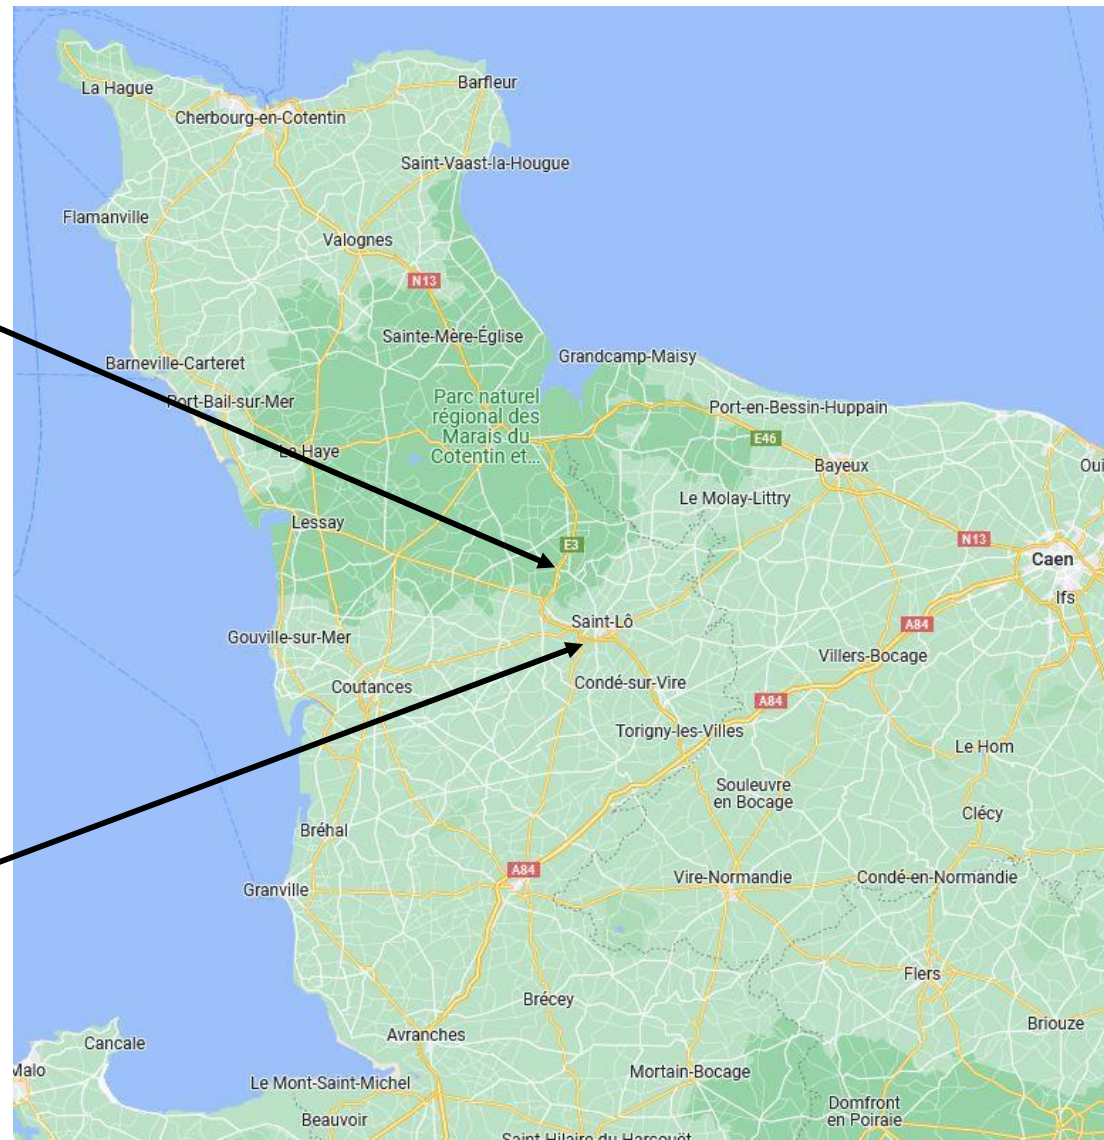 Barfleur
La Hague
Cherbourg-en-Cotentin
Saint-Vaast-la-Hougue
Flamanville
Valognes
N13
Sainte-Mère-Église
Grandcamp-Maisy
Barneville-Carteret
Port-Bail-sur-Mer
Parc naturel
régional des
Marais du
Cotentin et...
Port-en-Bessin-Huppain
E46
La Haye
Bayeux
Oui
Le Molay-Littry
Lessay
E3
N13
Caen
Ifs
Saint-Lô
A84
Gouville-sur-Mer
Villers-Bocage
Coutances
Condé-sur-Vire
A84
Torigny-les-Villes
Le Hom
Souleuvre
en Bocage
Clécy
Bréhal
A84
Vire-Normandie
Condé-en-Normandie
Granville
Flers
Brécey
Briouze
Avranches
Cancale
Malo
Mortain-Bocage
Le Mont-Saint-Michel
Domfront
en Poiraie
Beauvoir
Saint-Hilaire-du-Harcouët